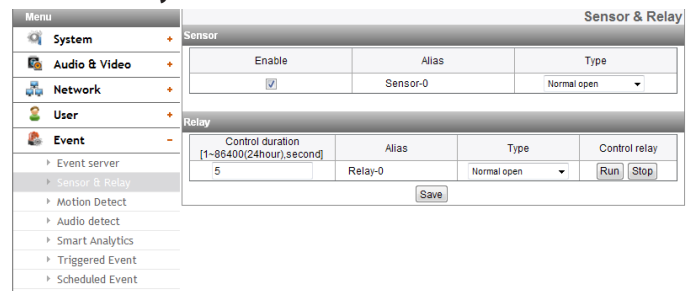 Menu
Sensor & Relay
System +
Audio & Video +
Network +
User +
Event -
Event server
Sensor & Relay
Motion Detect
Audio detect
Smart Analytics
Triggered Event
Scheduled Event
Sensor
Enable Alias Type
Sensor-0 Normal open
Relay
Control duration
[1~86400(24hour),second] Alias Type Control relay
5 Relay-0 Normal open Run Stop
Save